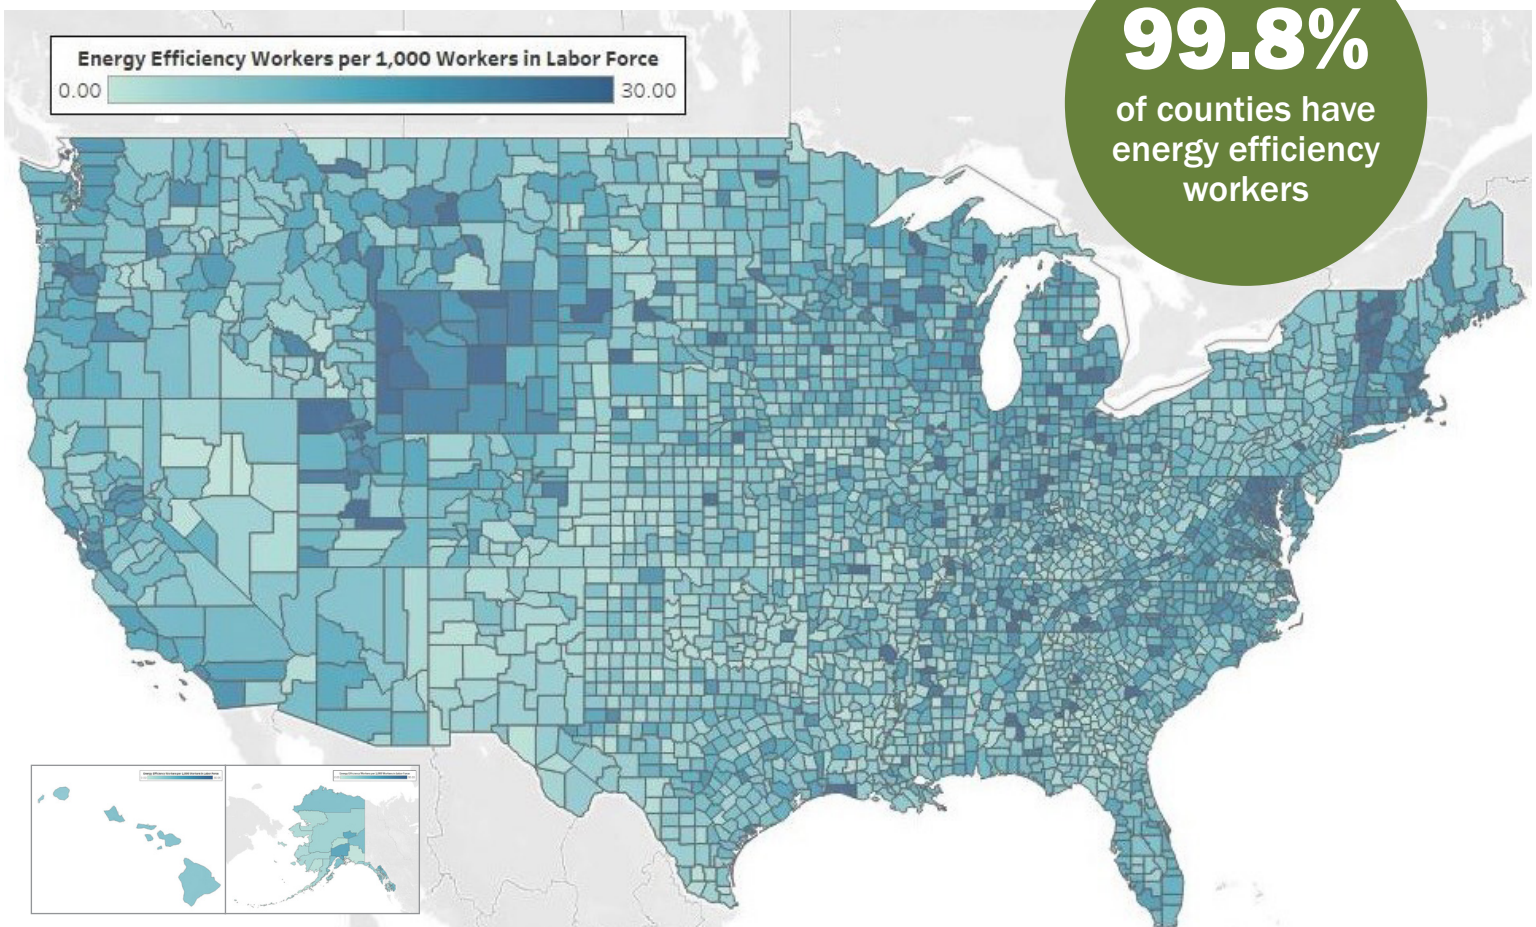 Energy Efficiency Workers per 1,000 Workers in Labor Force
0.00 30.00
99.8%
of counties have
energy efficiency
workers